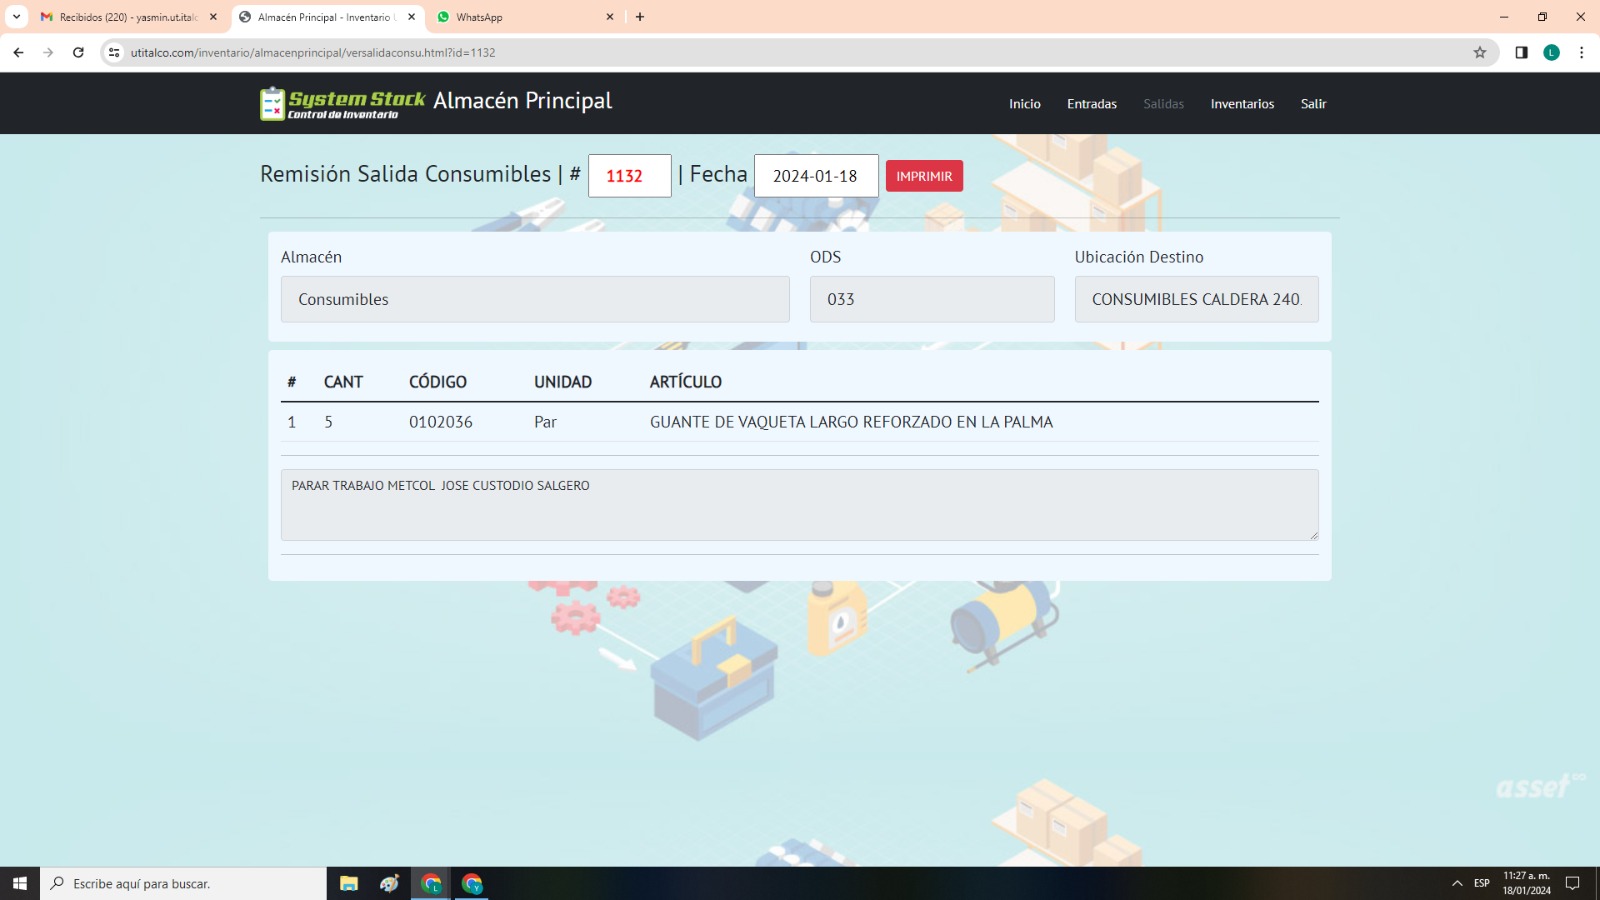 Recibidos (220) - yasmin.ut.italc
Almacén Principal - Inventario U
WhatsApp
utitalco.com/inventario/almacenprincipal/versalidaconsu.html?id=1132
L
System Stock
Control de Inventario
Almacén Principal
Inicio
Entradas
Salidas
Inventarios
Salir
Remisión Salida Consumibles | # 1132 | Fecha 2024-01-18 IMPRIMIR
Almacén
ODS
Ubicación Destino
Consumibles
033
CONSUMIBLES CALDERA 240.
# CANT CÓDIGO UNIDAD ARTÍCULO
1 5 0102036 Par GUANTE DE VAQUETA LARGO REFORZADO EN LA PALMA
PARAR TRABAJO METCOL  JOSE CUSTODIO SALGERO
asset
Escribe aquí para buscar.
ESP
11:27 a. m.
18/01/2024